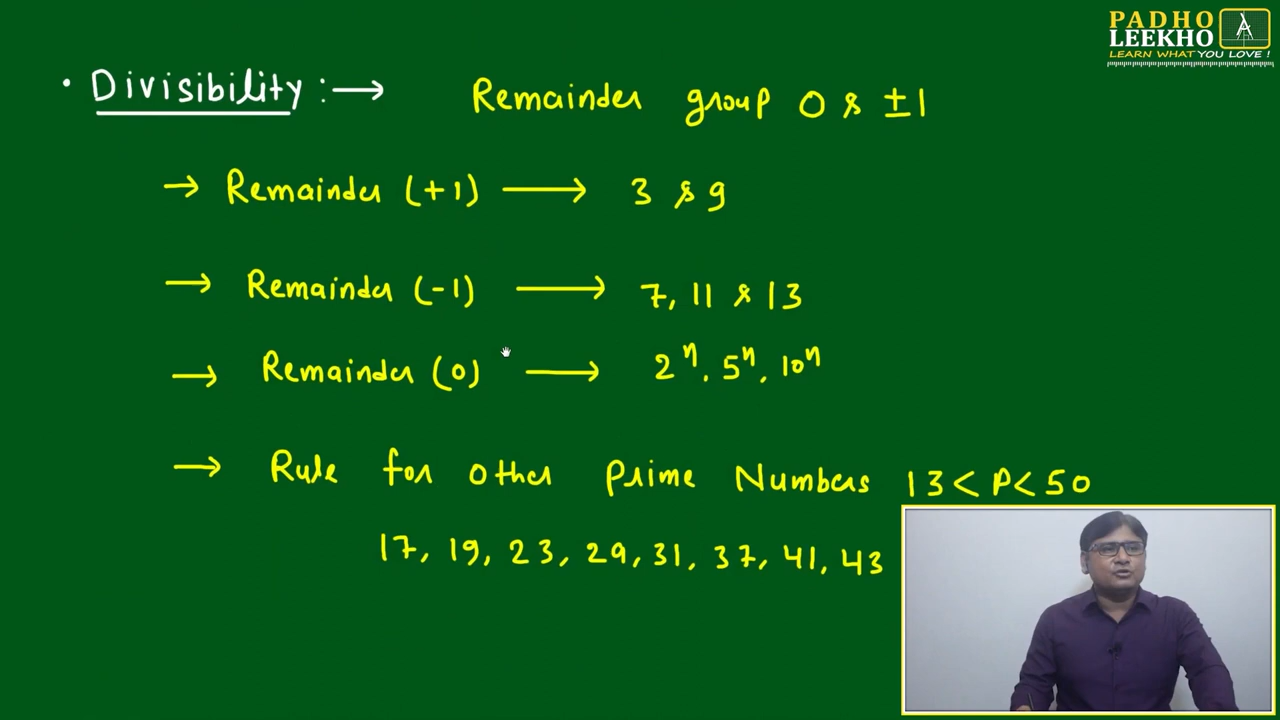 PADHO
LEEKHO
LEARN WHAT YOU LOVE !
• Divisibility :→ Remainder group 0 & ±1
→ Remainder (+1) → 3 & 9
→ Remainder (-1) → 7, 11 & 13
→ Remainder (0) → 2ⁿ, 5ⁿ, 10ⁿ
→ Rule for other Prime Numbers 13 < P < 50
17, 19, 23, 29, 31, 37, 41, 43